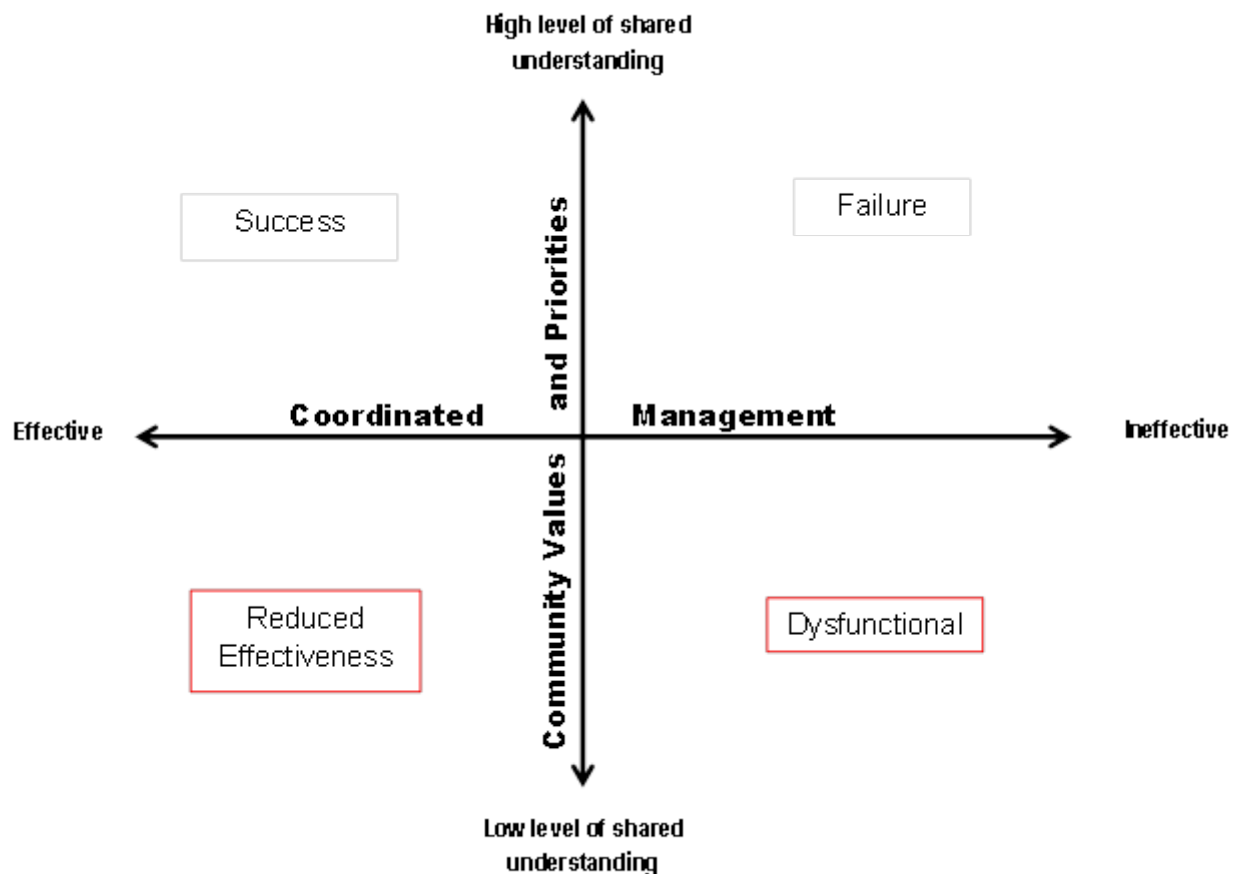 High level of shared
understanding
Success
Failure
and Priorities
Coordinated
Management
Effective
Ineffective
Community Values
Reduced
Effectiveness
Dysfunctional
Low level of shared
understanding